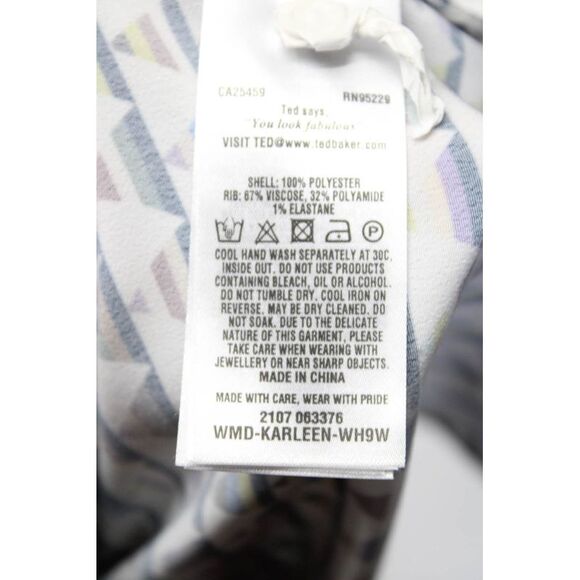 CA25459 RN95229
Ted says,
"You look fabulous
VISIT TED@www.tedbaker.com
SHELL: 100% POLYESTER
RIB: 67% VISCOSE, 32% POLYAMIDE
1% ELASTANE
P
COOL HAND WASH SEPARATELY AT 30C,
INSIDE OUT. DO NOT USE PRODUCTS
CONTAINING BLEACH, OIL OR ALCOHOL.
DO NOT TUMBLE DRY. COOL IRON ON
REVERSE. MAY BE DRY CLEANED. DO
NOT SOAK. DUE TO THE DELICATE
NATURE OF THIS GARMENT, PLEASE
TAKE CARE WHEN WEARING WITH
JEWELLERY OR NEAR SHARP OBJECTS.
MADE IN CHINA
MADE WITH CARE, WEAR WITH PRIDE
2107 063376
WMD-KARLEEN-WH9W